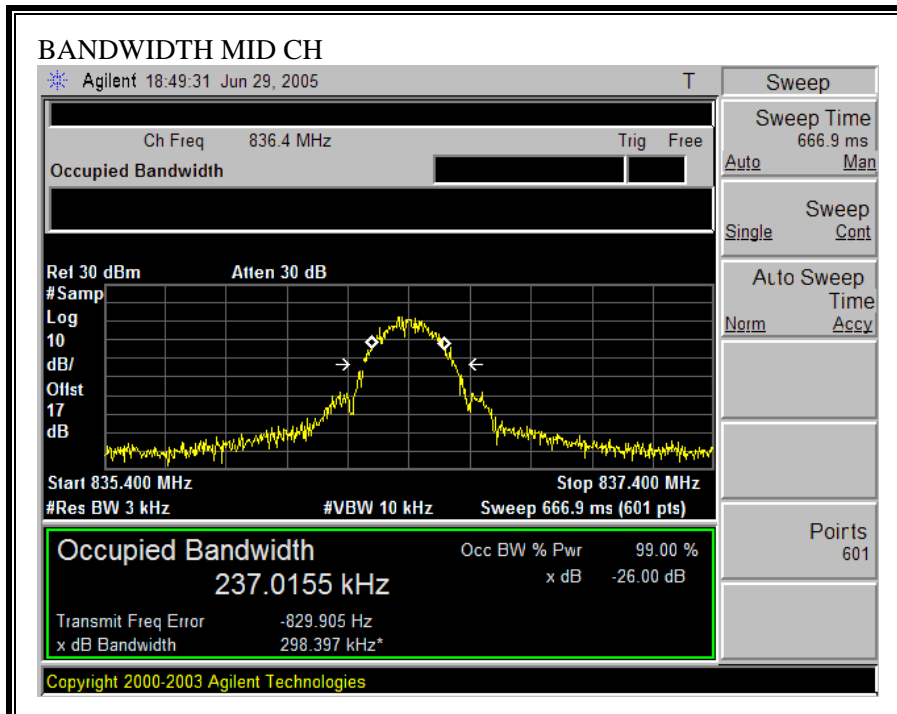 BANDWIDTH MID CH
Agilent 18:49:31 Jun 29, 2005 T
Sweep
Ch Freq 836.4 MHz Trig Free
Occupied Bandwidth
Sweep Time
666.9 ms
Auto Man
Sweep
Single Cont
Auto Sweep
Time
Norm Accy
Ref 30 dBm Atten 30 dB
#Samp
Log
10
dB/
Offst
17
dB
Start 835.400 MHz Stop 837.400 MHz
#Res BW 3 kHz #VBW 10 kHz Sweep 666.9 ms (601 pts)
Points
601
Occupied Bandwidth
237.0155 kHz
Occ BW % Pwr 99.00 %
x dB -26.00 dB
Transmit Freq Error -829.905 Hz
x dB Bandwidth 298.397 kHz*
Copyright 2000-2003 Agilent Technologies